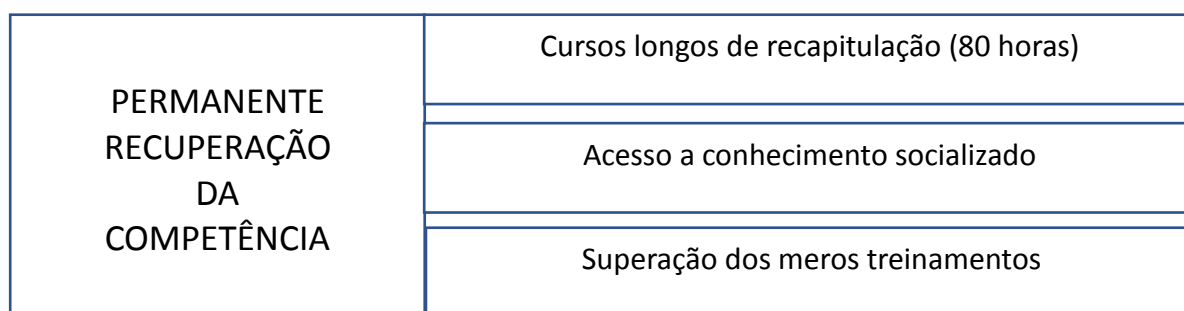 PERMANENTE
RECUPERAÇÃO
DA
COMPETÊNCIA
Cursos longos de recapitulação (80 horas)
Acesso a conhecimento socializado
Superação dos meros treinamentos